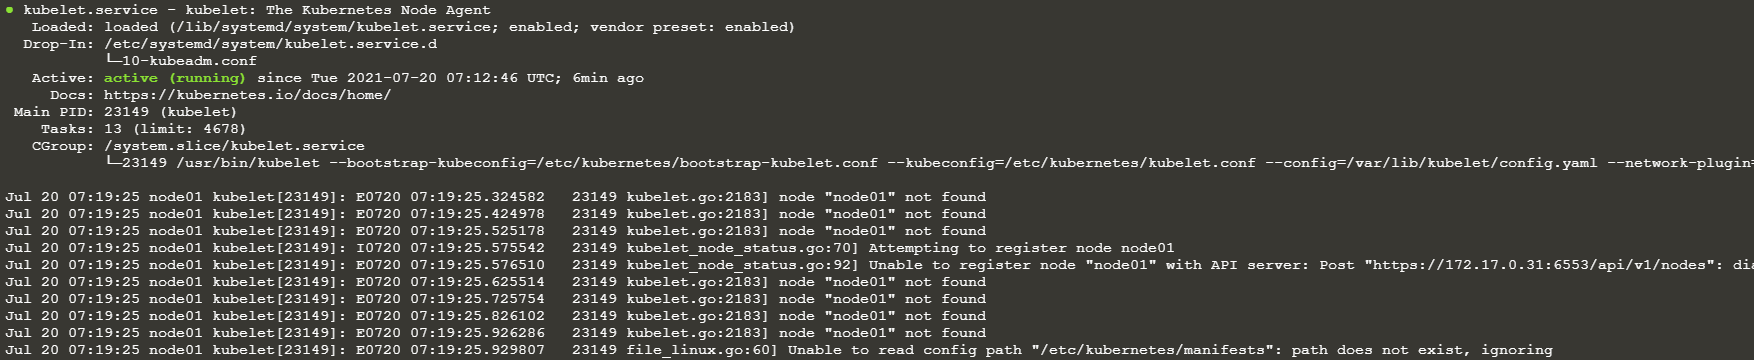 ● kubelet.service - kubelet: The Kubernetes Node Agent
Loaded: loaded (/lib/systemd/system/kubelet.service; enabled; vendor preset: enabled)
Drop-In: /etc/systemd/system/kubelet.service.d
└─10-kubeadm.conf
Active: active (running) since Tue 2021-07-20 07:12:46 UTC; 6min ago
Docs: https://kubernetes.io/docs/home/
Main PID: 23149 (kubelet)
Tasks: 13 (limit: 4678)
CGroup: /system.slice/kubelet.service
└─23149 /usr/bin/kubelet --bootstrap-kubeconfig=/etc/kubernetes/bootstrap-kubelet.conf --kubeconfig=/etc/kubernetes/kubelet.conf --config=/var/lib/kubelet/config.yaml --network-plugin=
Jul 20 07:19:25 node01 kubelet[23149]: E0720 07:19:25.324582 23149 kubelet.go:2183] node "node01" not found
Jul 20 07:19:25 node01 kubelet[23149]: E0720 07:19:25.424978 23149 kubelet.go:2183] node "node01" not found
Jul 20 07:19:25 node01 kubelet[23149]: E0720 07:19:25.525178 23149 kubelet.go:2183] node "node01" not found
Jul 20 07:19:25 node01 kubelet[23149]: I0720 07:19:25.575542 23149 kubelet_node_status.go:70] Attempting to register node node01
Jul 20 07:19:25 node01 kubelet[23149]: E0720 07:19:25.576510 23149 kubelet_node_status.go:92] Unable to register node "node01" with API server: Post "https://172.17.0.31:6553/api/v1/nodes": dia
Jul 20 07:19:25 node01 kubelet[23149]: E0720 07:19:25.625514 23149 kubelet.go:2183] node "node01" not found
Jul 20 07:19:25 node01 kubelet[23149]: E0720 07:19:25.725754 23149 kubelet.go:2183] node "node01" not found
Jul 20 07:19:25 node01 kubelet[23149]: E0720 07:19:25.826102 23149 kubelet.go:2183] node "node01" not found
Jul 20 07:19:25 node01 kubelet[23149]: E0720 07:19:25.926286 23149 kubelet.go:2183] node "node01" not found
Jul 20 07:19:25 node01 kubelet[23149]: E0720 07:19:25.929807 23149 file_linux.go:60] Unable to read config path "/etc/kubernetes/manifests": path does not exist, ignoring